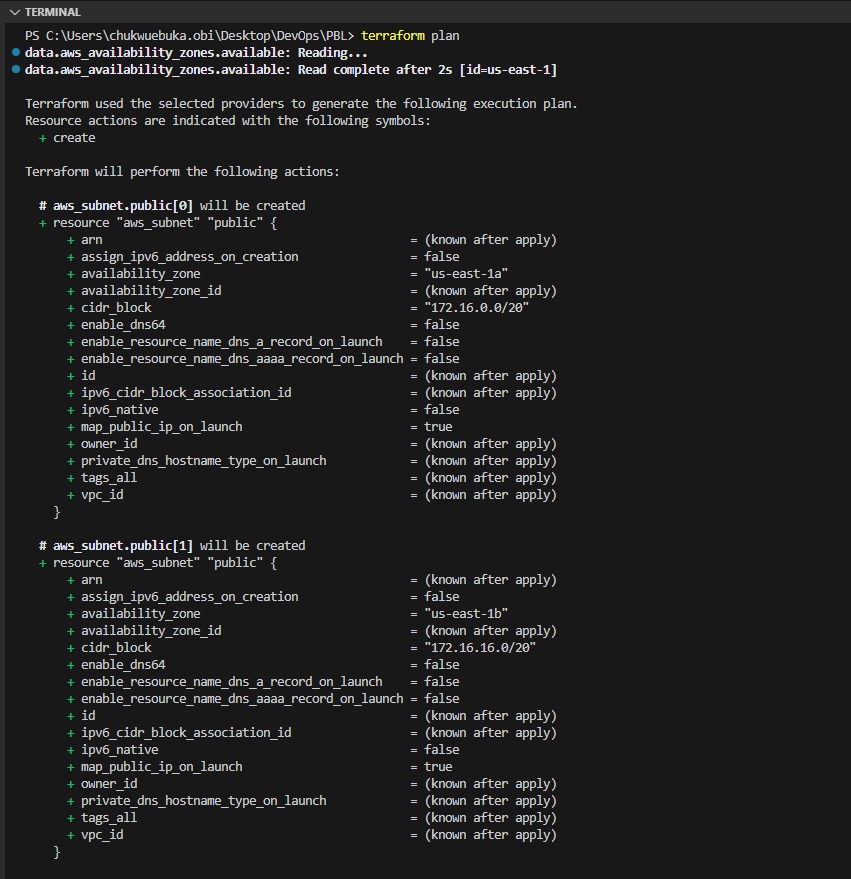 TERMINAL
PS C:\Users\chukwuebuka.obi\Desktop\DevOps\PBL> terraform plan
data.aws_availability_zones.available: Reading...
data.aws_availability_zones.available: Read complete after 2s [id=us-east-1]

Terraform used the selected providers to generate the following execution plan.
Resource actions are indicated with the following symbols:
  + create

Terraform will perform the following actions:

  # aws_subnet.public[0] will be created
  + resource "aws_subnet" "public" {
      + arn                                            = (known after apply)
      + assign_ipv6_address_on_creation                = false
      + availability_zone                              = "us-east-1a"
      + availability_zone_id                           = (known after apply)
      + cidr_block                                     = "172.16.0.0/20"
      + enable_dns64                                   = false
      + enable_resource_name_dns_a_record_on_launch    = false
      + enable_resource_name_dns_aaaa_record_on_launch = false
      + id                                             = (known after apply)
      + ipv6_cidr_block_association_id                 = (known after apply)
      + ipv6_native                                    = false
      + map_public_ip_on_launch                        = true
      + owner_id                                       = (known after apply)
      + private_dns_hostname_type_on_launch            = (known after apply)
      + tags_all                                       = (known after apply)
      + vpc_id                                         = (known after apply)
    }

  # aws_subnet.public[1] will be created
  + resource "aws_subnet" "public" {
      + arn                                            = (known after apply)
      + assign_ipv6_address_on_creation                = false
      + availability_zone                              = "us-east-1b"
      + availability_zone_id                           = (known after apply)
      + cidr_block                                     = "172.16.16.0/20"
      + enable_dns64                                   = false
      + enable_resource_name_dns_a_record_on_launch    = false
      + enable_resource_name_dns_aaaa_record_on_launch = false
      + id                                             = (known after apply)
      + ipv6_cidr_block_association_id                 = (known after apply)
      + ipv6_native                                    = false
      + map_public_ip_on_launch                        = true
      + owner_id                                       = (known after apply)
      + private_dns_hostname_type_on_launch            = (known after apply)
      + tags_all                                       = (known after apply)
      + vpc_id                                         = (known after apply)
    }